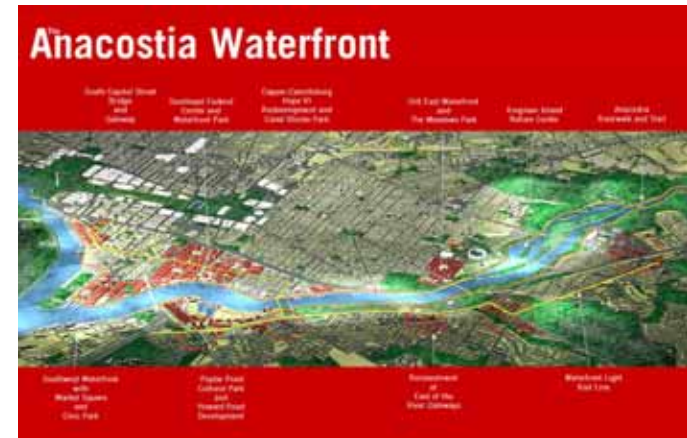 The
Anacostia Waterfront
South Capitol Street
Bridge
and
Gateway
Southeast Federal
Center and
Waterfront Park
Capper-Carrollsburg
Hope VI
Redevelopment and
Canal Blocks Park
Hill East Waterfront
and
The Meadows Park
Kingman Island
Nature Center
Anacostia
Riverwalk and Trail
Southwest Waterfront
with
Market Square
and
Civic Park
Poplar Point
Cultural Park
and
Howard Road
Development
of
East of the
River Gateways
Waterfront Light
Rail Line